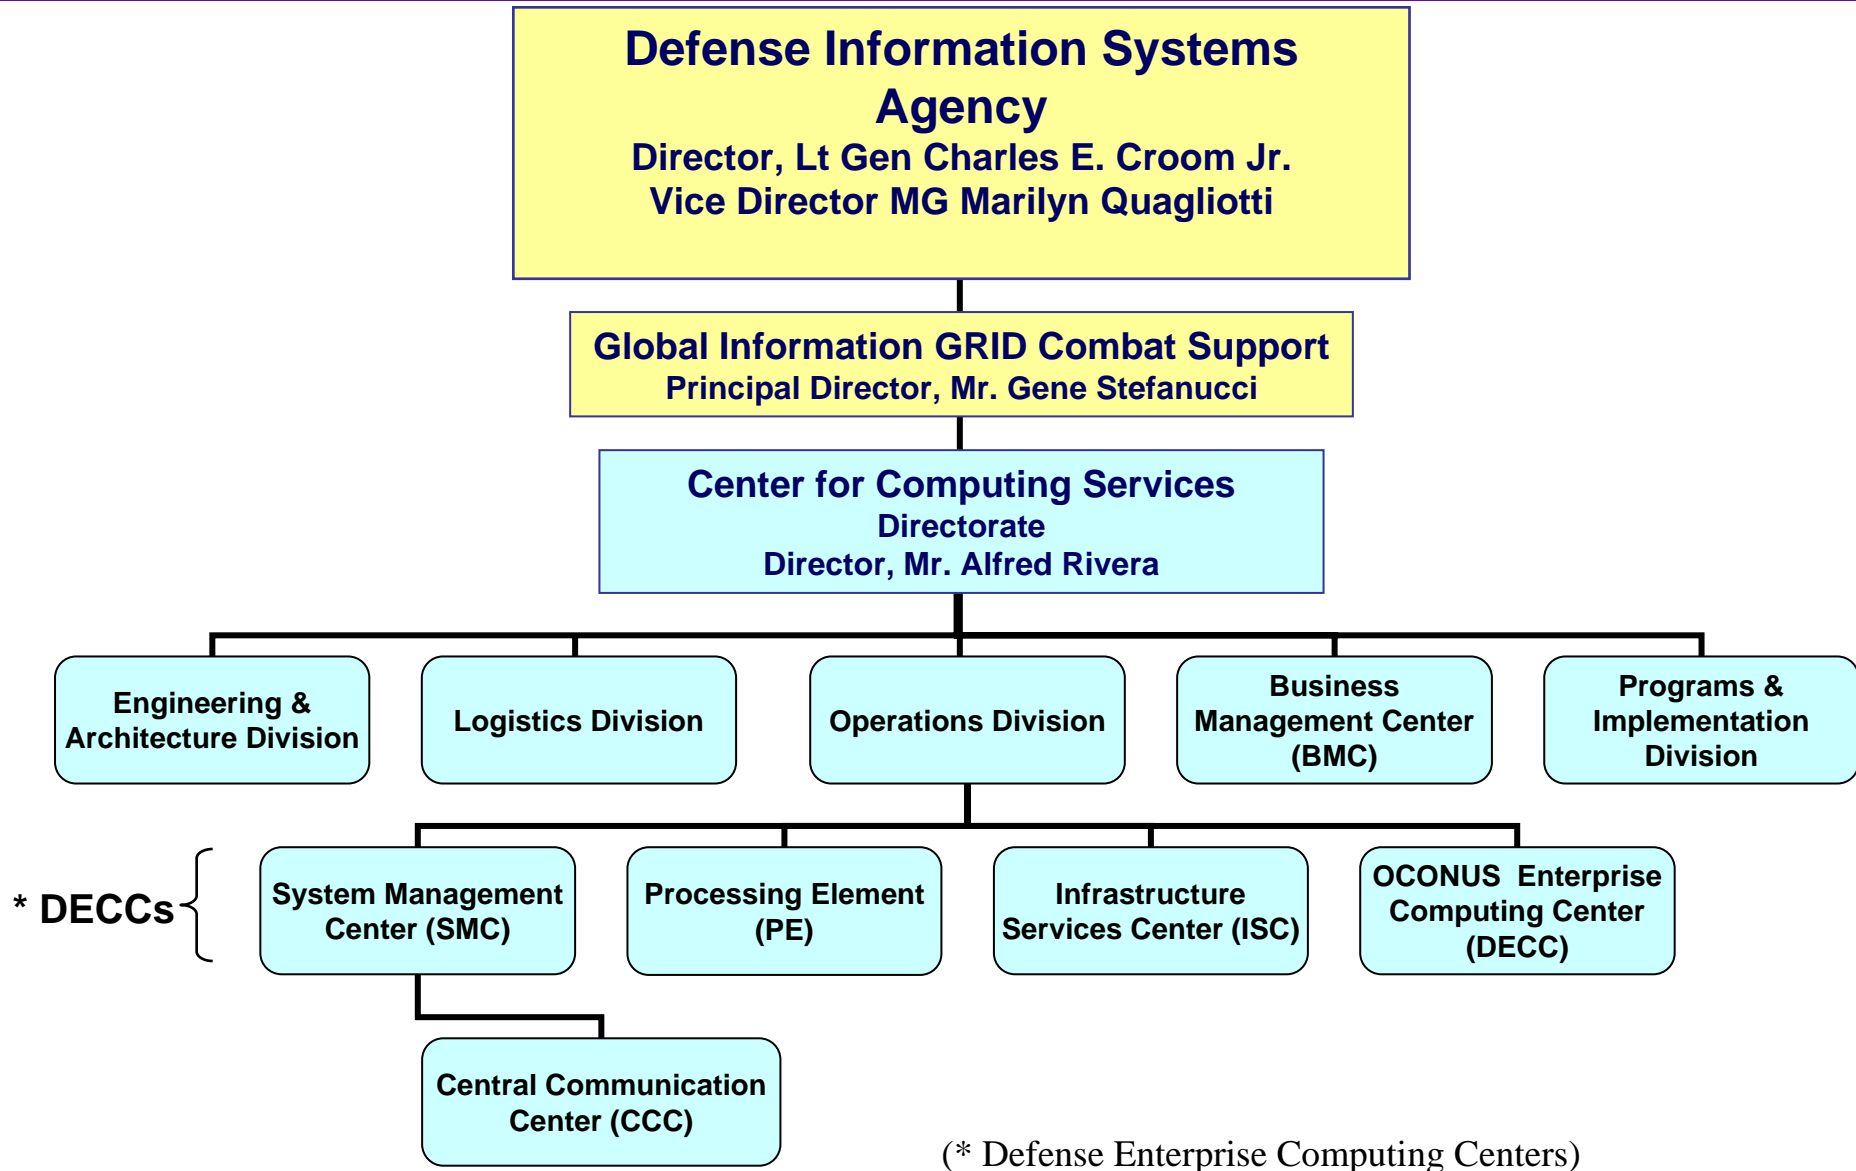 Defense Information Systems
Agency
Director, Lt Gen Charles E. Croom Jr.
Vice Director MG Marilyn Quagliotti
Global Information GRID Combat Support
Principal Director, Mr. Gene Stefanucci
Center for Computing Services
Directorate
Director, Mr. Alfred Rivera
Engineering &
Architecture Division
Logistics Division
Operations Division
Business
Management Center
(BMC)
Programs &
Implementation
Division
* DECCs
System Management
Center (SMC)
Processing Element
(PE)
Infrastructure
Services Center (ISC)
OCONUS  Enterprise
Computing Center
(DECC)
Central Communication
Center (CCC)
(* Defense Enterprise Computing Centers)